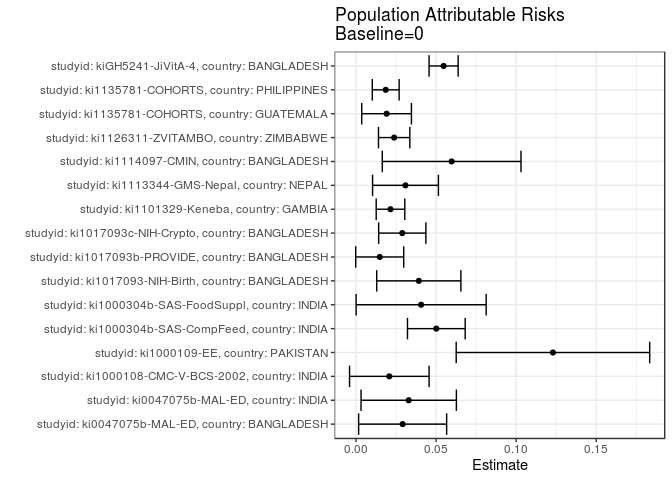 Population Attributable Risks
Baseline=0
studyid: kiGH5241-JiVitA-4, country: BANGLADESH
studyid: ki1135781-COHORTS, country: PHILIPPINES
studyid: ki1135781-COHORTS, country: GUATEMALA
studyid: ki1126311-ZVITAMBO, country: ZIMBABWE
studyid: ki1114097-CMIN, country: BANGLADESH
studyid: ki1113344-GMS-Nepal, country: NEPAL
studyid: ki1101329-Keneba, country: GAMBIA
studyid: ki1017093c-NIH-Crypto, country: BANGLADESH
studyid: ki1017093b-PROVIDE, country: BANGLADESH
studyid: ki1017093-NIH-Birth, country: BANGLADESH
studyid: ki1000304b-SAS-FoodSuppl, country: INDIA
studyid: ki1000304b-SAS-CompFeed, country: INDIA
studyid: ki1000109-EE, country: PAKISTAN
studyid: ki1000108-CMC-V-BCS-2002, country: INDIA
studyid: ki0047075b-MAL-ED, country: INDIA
studyid: ki0047075b-MAL-ED, country: BANGLADESH
0.00 0.05 0.10 0.15
Estimate